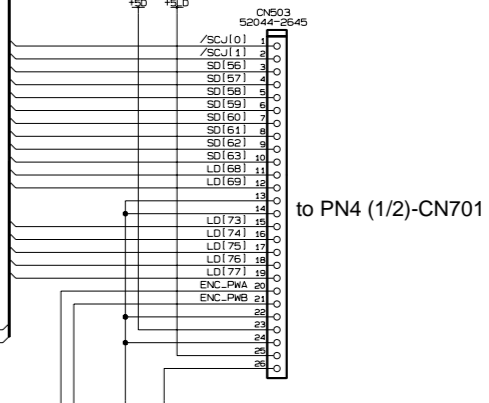 +5D +5LD
CN503
52044-2645
/SCJ[0] 1
/SCJ[1] 2
SD[56] 3
SD[57] 4
SD[58] 5
SD[59] 6
SD[60] 7
SD[61] 8
SD[62] 9
SD[63] 10
LD[68] 11
LD[69] 12
13
14
to PN4 (1/2)-CN701
LD[73] 15
LD[74] 16
LD[75] 17
LD[76] 18
LD[77] 19
ENC_PWA 20
ENC_PWB 21
22
23
24
25
26